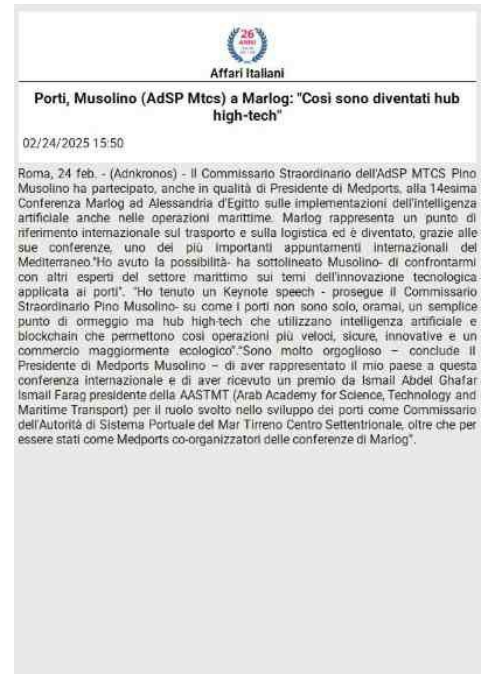 26
ANNI
Affari Italiani
Porti, Musolino (AdSP Mtcs) a Marlog: "Così sono diventati hub
high-tech"
02/24/2025 15:50
Roma, 24 feb. - (Adnkronos) - Il Commissario Straordinario dell'AdSP MTCS Pino
Musolino ha partecipato, anche in qualità di Presidente di Medports, alla 14esima
Conferenza Marlog ad Alessandria d'Egitto sulle implementazioni dell'intelligenza
artificiale anche nelle operazioni marittime. Marlog rappresenta un punto di
riferimento internazionale sul trasporto e sulla logistica ed è diventato, grazie alle
sue conferenze, uno dei più importanti appuntamenti internazionali del
Mediterraneo."Ho avuto la possibilità- ha sottolineato Musolino- di confrontarmi
con altri esperti del settore marittimo sui temi dell'innovazione tecnologica
applicata ai porti". "Ho tenuto un Keynote speech - prosegue il Commissario
Straordinario Pino Musolino- su come i porti non sono solo, oramai, un semplice
punto di ormeggio ma hub high-tech che utilizzano intelligenza artificiale e
blockchain che permettono così operazioni più veloci, sicure, innovative e un
commercio maggiormente ecologico"."Sono molto orgoglioso – conclude il
Presidente di Medports Musolino – di aver rappresentato il mio paese a questa
conferenza internazionale e di aver ricevuto un premio da Ismail Abdel Ghafar
Ismail Farag presidente della AASTMT (Arab Academy for Science, Technology and
Maritime Transport) per il ruolo svolto nello sviluppo dei porti come Commissario
dell'Autorità di Sistema Portuale del Mar Tirreno Centro Settentrionale, oltre che per
essere stati come Medports co-organizzatori delle conferenze di Marlog".